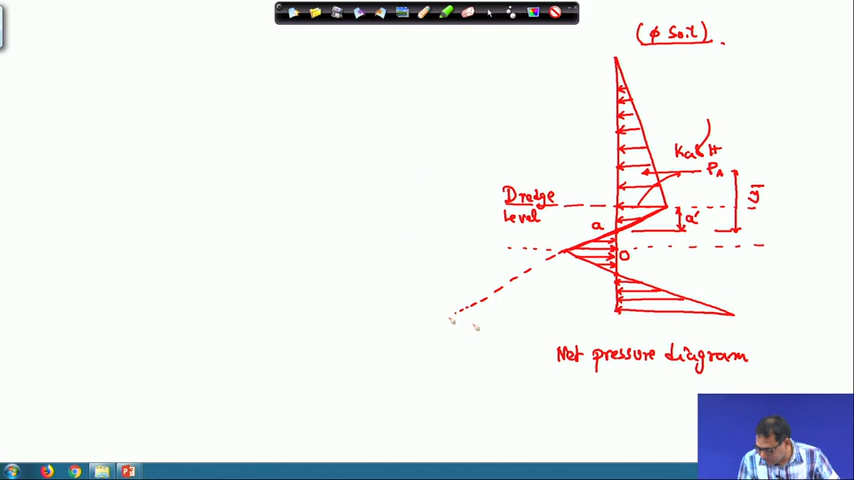 (φ Soil)
KaγH
PA
ȳ
Dredge
level
a'
a
O
Net pressure diagram